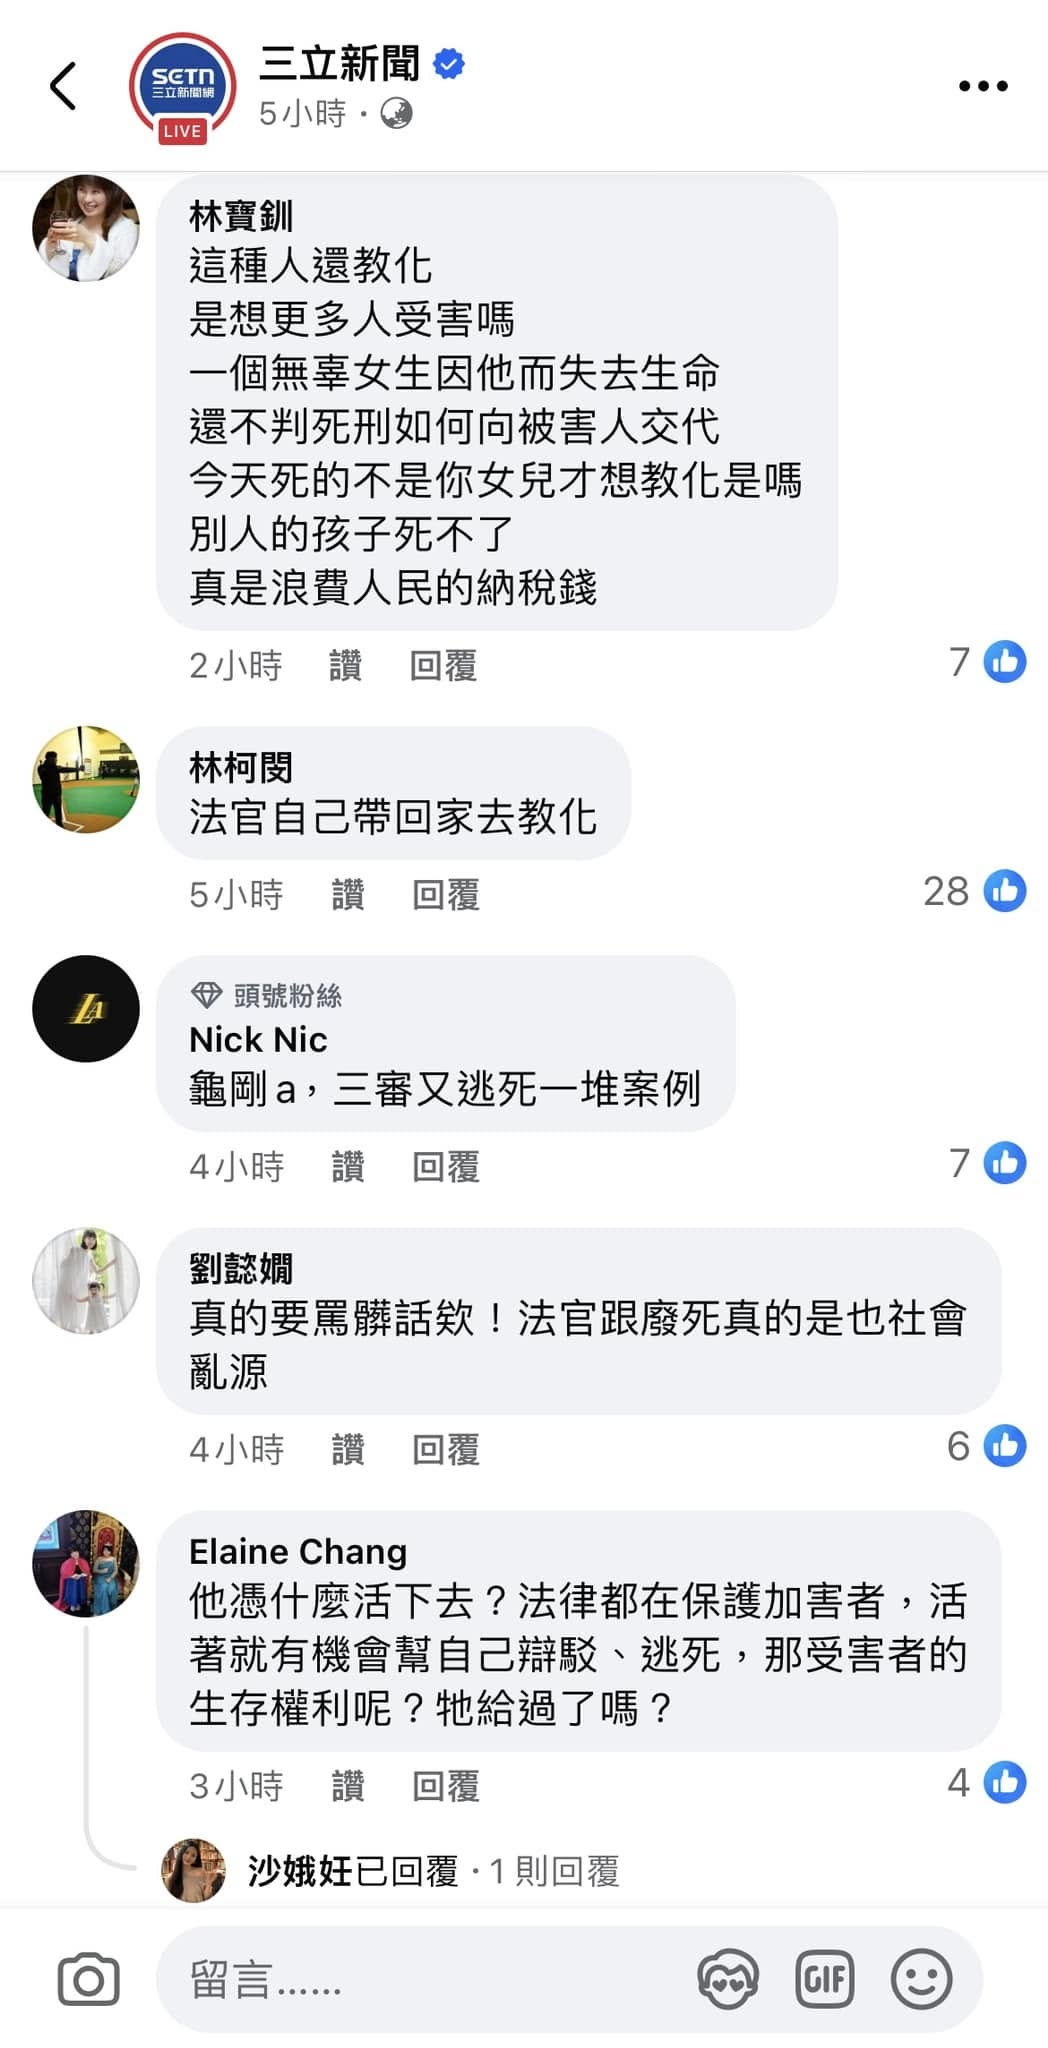 SETN
三立新聞網
LIVE
三立新聞
5小時·
林寶釧
這種人還教化
是想更多人受害嗎
一個無辜女生因他而失去生命
還不判死刑如何向被害人交代
今天死的不是你女兒才想教化是嗎
別人的孩子死不了
真是浪費人民的納稅錢
2小時 讚 回覆 7
林柯閔
法官自己帶回家去教化
5小時 讚 回覆 28
LA
頭號粉絲
Nick Nic
龜剛a，三審又逃死一堆案例
4小時 讚 回覆 7
劉懿嫺
真的要罵髒話欸！法官跟廢死真的是也社會
亂源
4小時 讚 回覆 6
Elaine Chang
他憑什麼活下去？法律都在保護加害者，活
著就有機會幫自己辯駁、逃死，那受害者的
生存權利呢？牠給過了嗎？
3小時 讚 回覆 4
沙娥妊已回覆·1 則回覆
留言......
GIF